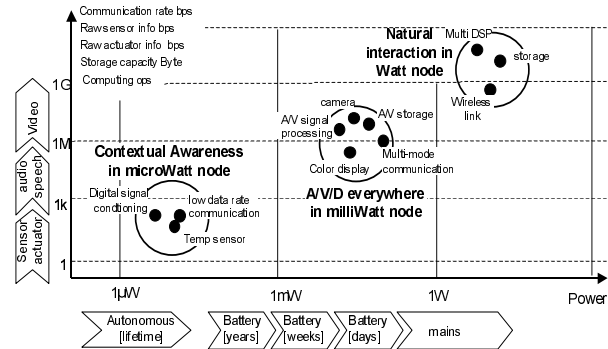 Communication rate bps
Raw sensor info bps
Raw actuator info bps
Storage capacity Byte
Computing ops
Natural
interaction in
Watt node
Multi DSP
storage
Wireless
link
1G
Video
camera
A/V storage
A/V signal
processing
1M
Multi-mode
communication
Color display
Contextual Awareness
in microWatt node
audio
speech
A/V/D everywhere
in milliWatt node
Digital signal
condtioning
low data rate
communication
1k
Temp sensor
Sensor
actuator
1
1µW
1mW
1W
Power
Autonomous
[lifetime]
Battery
[years]
Battery
[weeks]
Battery
[days]
mains